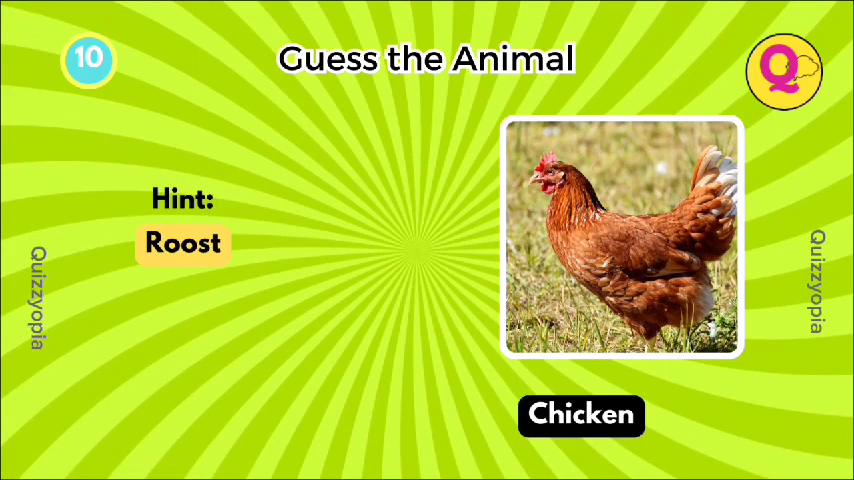 10
Guess the Animal
Q
Hint:
Roost
Quizzyopia
Quizzyopia
Chicken